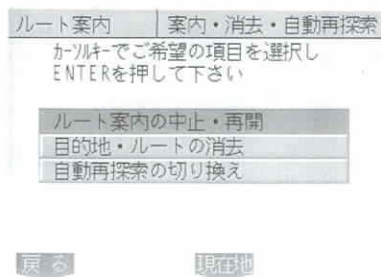 ルート案内 案内・消去・自動再探索
カーソルキーでご希望の項目を選択し
ENTERを押して下さい
ルート案内の中止・再開
目的地・ルートの消去
自動再探索の切り換え
戻る 現在地